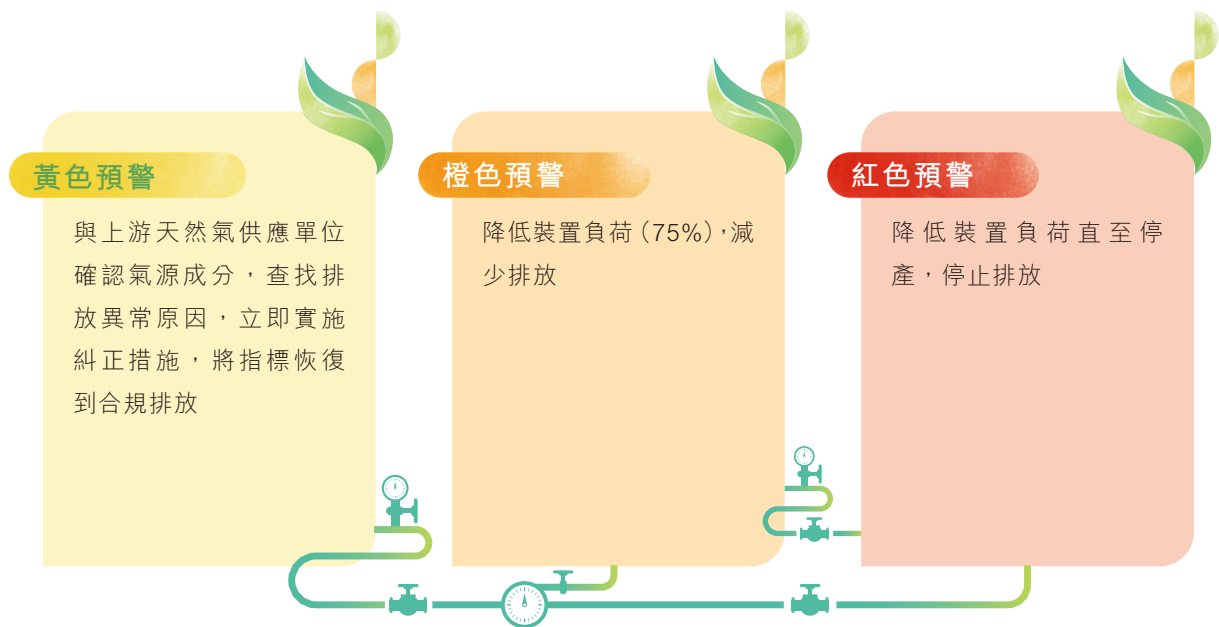 黃色預警
與上游天然氣供應單位
確認氣源成分，查找排
放異常原因，立即實施
糾正措施，將指標恢復
到合規排放
橙色預警
降低裝置負荷（75%），減
少排放
紅色預警
降低裝置負荷直至停
產，停止排放